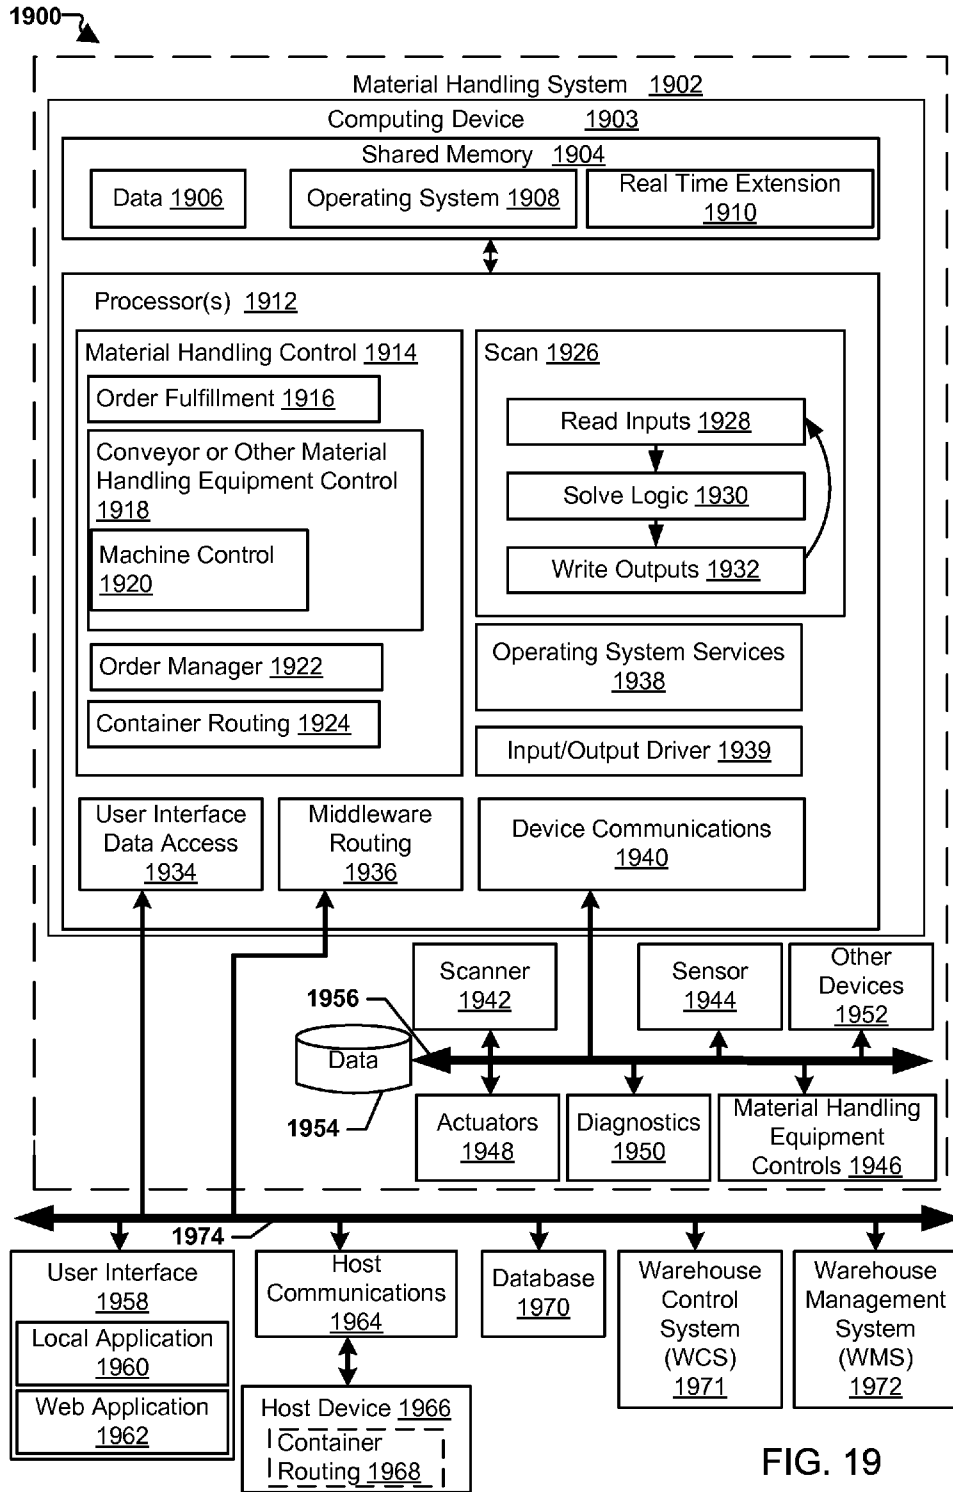 1900
Material Handling System 1902
Computing Device 1903
Shared Memory 1904
Data 1906
Operating System 1908
Real Time Extension
1910
Processor(s) 1912
Material Handling Control 1914
Order Fulfillment 1916
Conveyor or Other Material
Handling Equipment Control
1918
Machine Control
1920
Order Manager 1922
Container Routing 1924
Scan 1926
Read Inputs 1928
Solve Logic 1930
Write Outputs 1932
Operating System Services
1938
Input/Output Driver 1939
User Interface
Data Access
1934
Middleware
Routing
1936
Device Communications
1940
Scanner
1942
Sensor
1944
Other
Devices
1952
1956
Data
1954
Actuators
1948
Diagnostics
1950
Material Handling
Equipment
Controls 1946
1974
User Interface
1958
Local Application
1960
Web Application
1962
Host
Communications
1964
Host Device 1966
Container
Routing 1968
Database
1970
Warehouse
Control
System
(WCS)
1971
Warehouse
Management
System
(WMS)
1972
FIG. 19